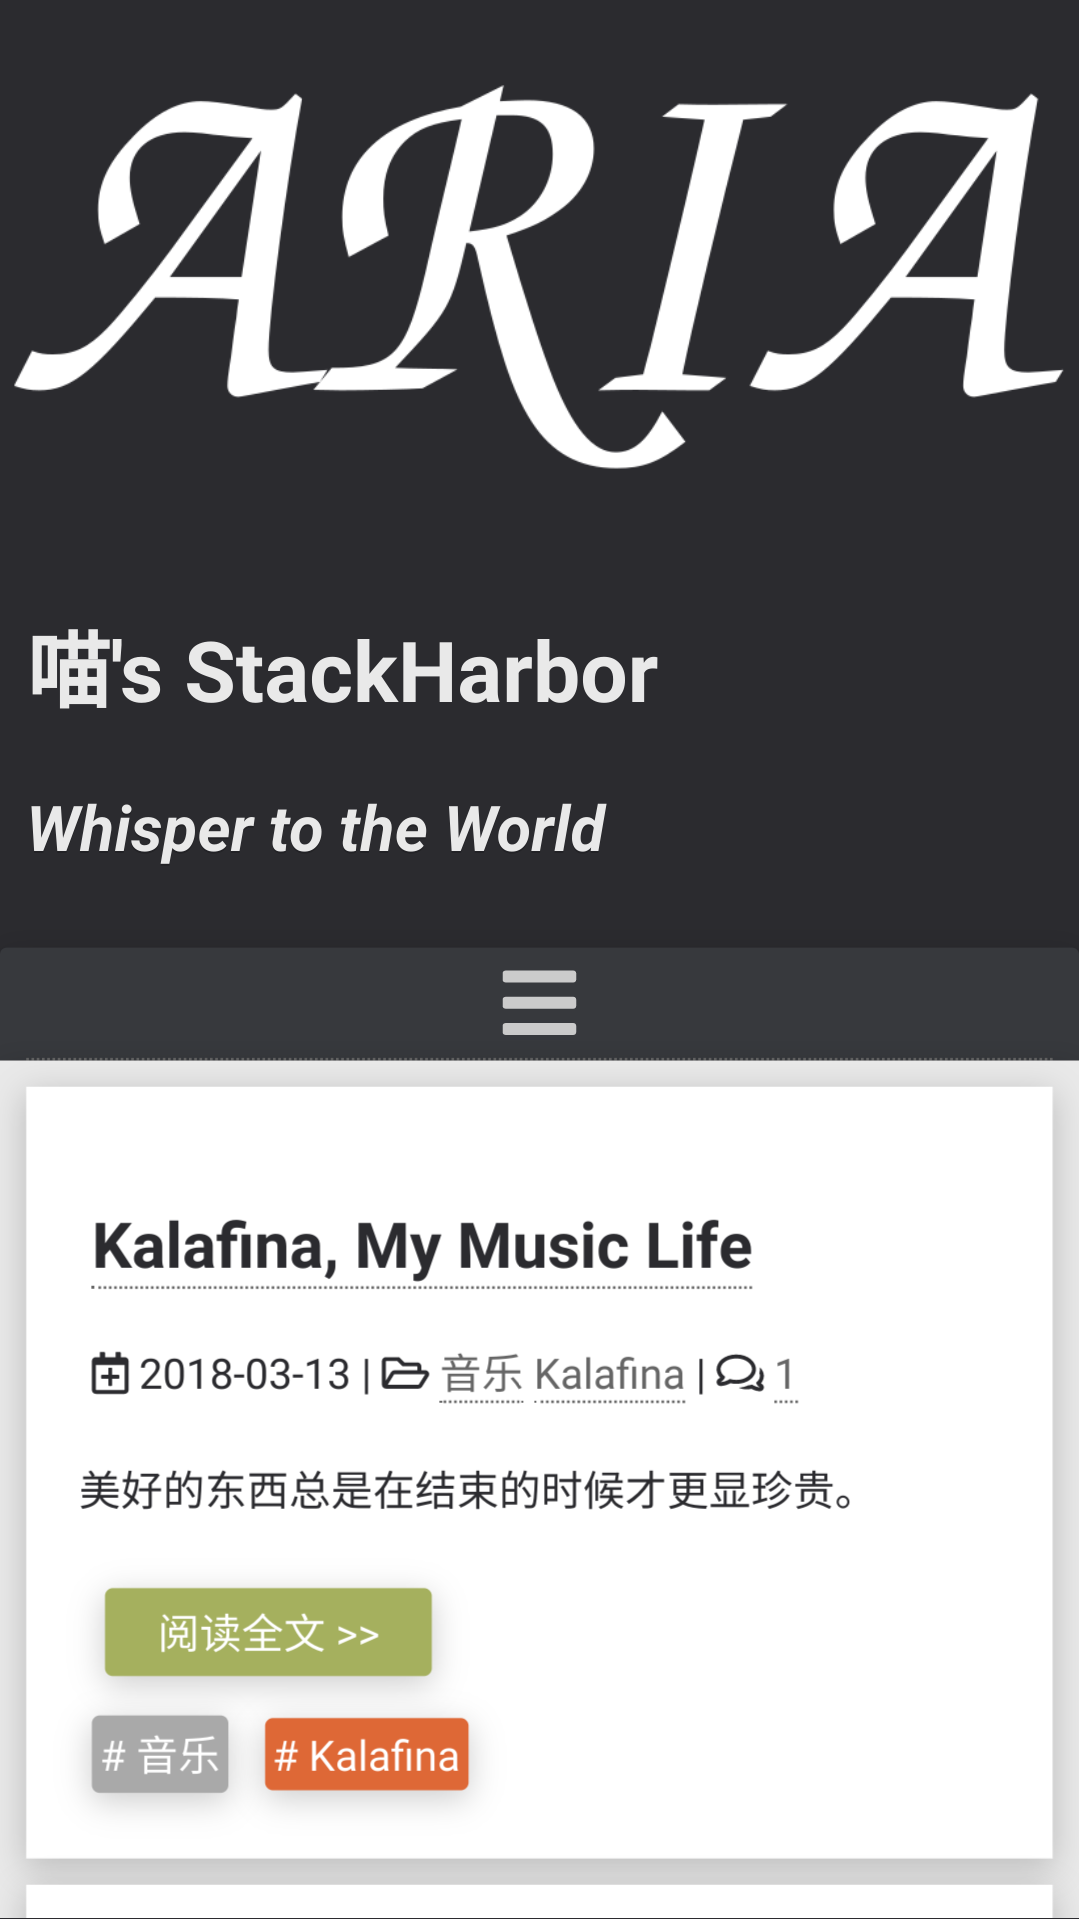 ARIA
喵's StackHarbor
Whisper to the World
Kalafina, My Music Life
2018-03-13 | 音乐 Kalafina | 1
美好的东西总是在结束的时候才更显珍贵。
阅读全文 >>
# 音乐 # Kalafina